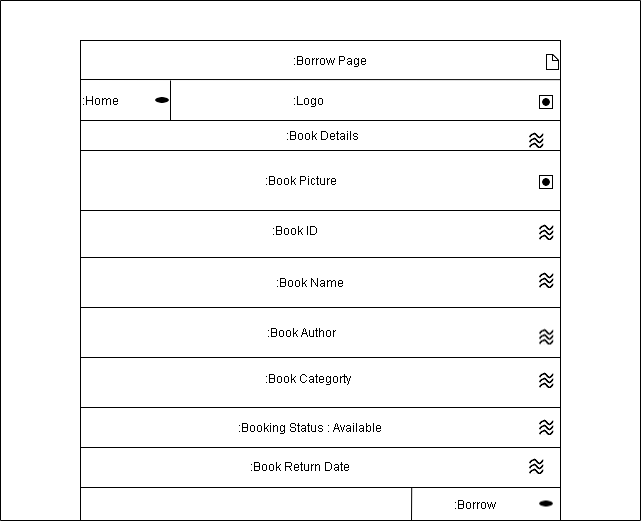 :Borrow Page
:Home
:Logo
:Book Details
:Book Picture
:Book ID
:Book Name
:Book Author
:Book Categorty
:Booking Status : Available
:Book Return Date
:Borrow